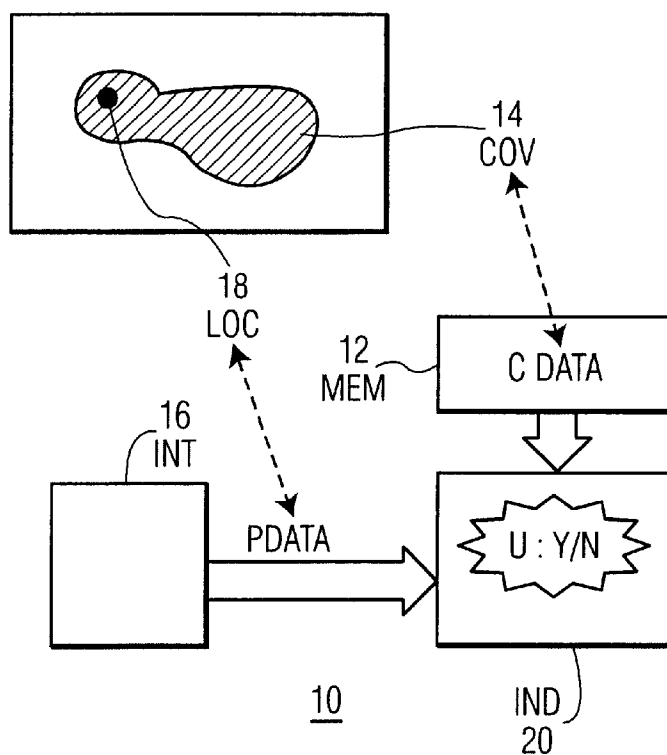 14
COV
18
LOC
12
MEM
C DATA
16
INT
PDATA
U : Y/N
10
IND
20